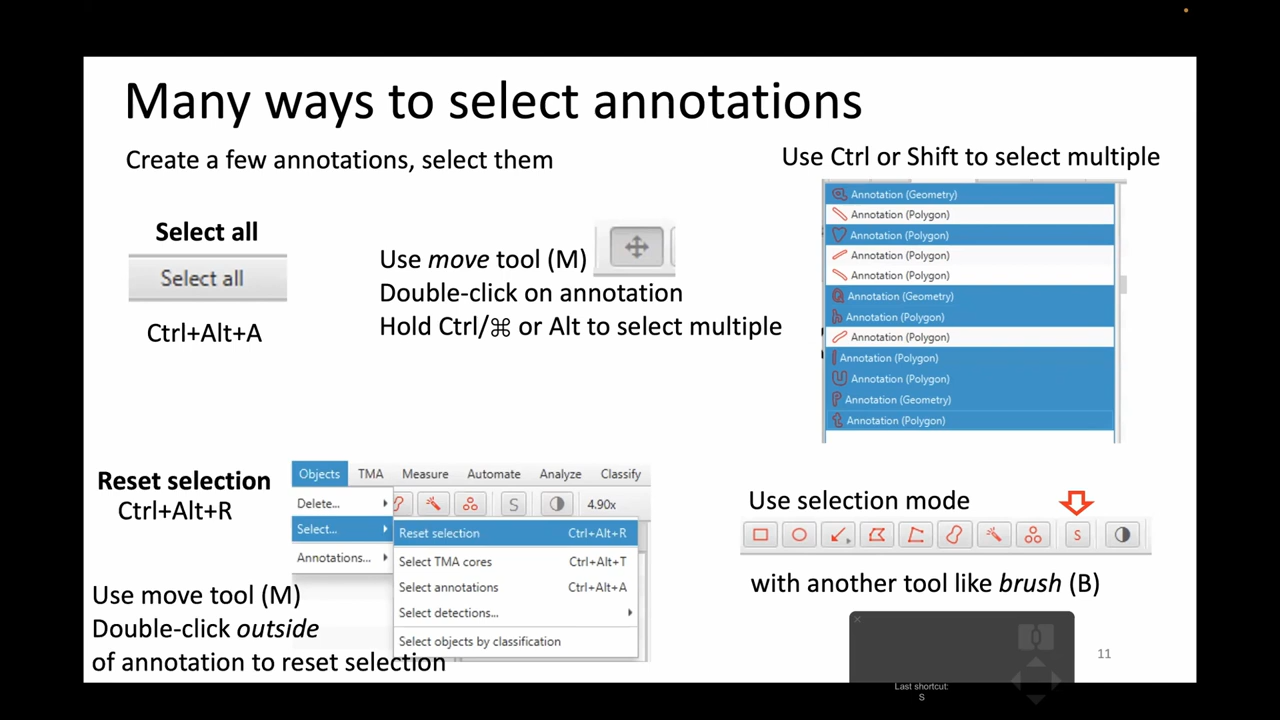 Many ways to select annotations
Create a few annotations, select them
Use Ctrl or Shift to select multiple
Select all
Select all
Ctrl+Alt+A
Use move tool (M)
Double-click on annotation
Hold Ctrl/⌘ or Alt to select multiple
Annotation (Geometry)
Annotation (Polygon)
Annotation (Polygon)
Annotation (Polygon)
Annotation (Polygon)
Annotation (Geometry)
Annotation (Polygon)
Annotation (Polygon)
Annotation (Polygon)
Annotation (Polygon)
Annotation (Geometry)
Annotation (Polygon)
Reset selection
Ctrl+Alt+R
Objects TMA Measure Automate Analyze Classify
Delete...
S
4.90x
Select...
Annotations...
Reset selection Ctrl+Alt+R
Select TMA cores Ctrl+Alt+T
Select annotations Ctrl+Alt+A
Select detections...
Select objects by classification
Use move tool (M)
Double-click outside
of annotation to reset selection
Use selection mode
S
with another tool like brush (B)
Last shortcut:
S
11